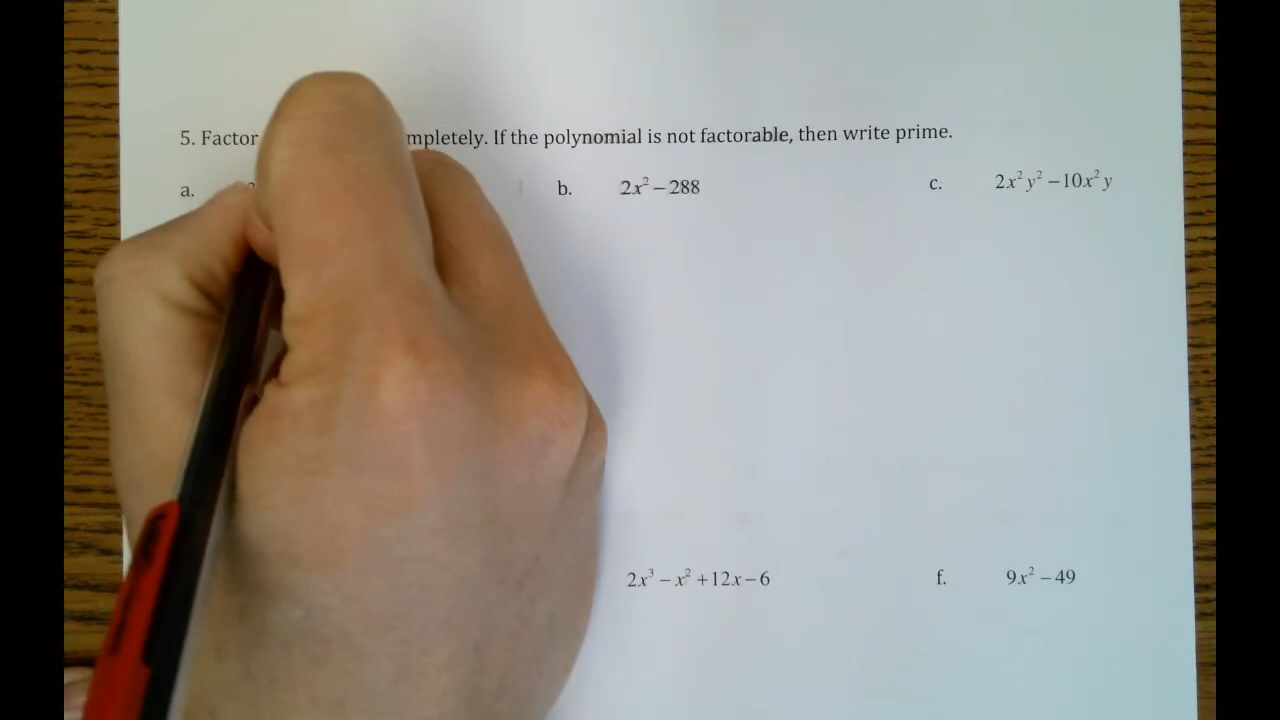 5. Factor mpletely. If the polynomial is not factorable, then write prime.
a. b. 2x² – 288 c. 2x²y² – 10x²y
2x³ – x² + 12x – 6 f. 9x² – 49